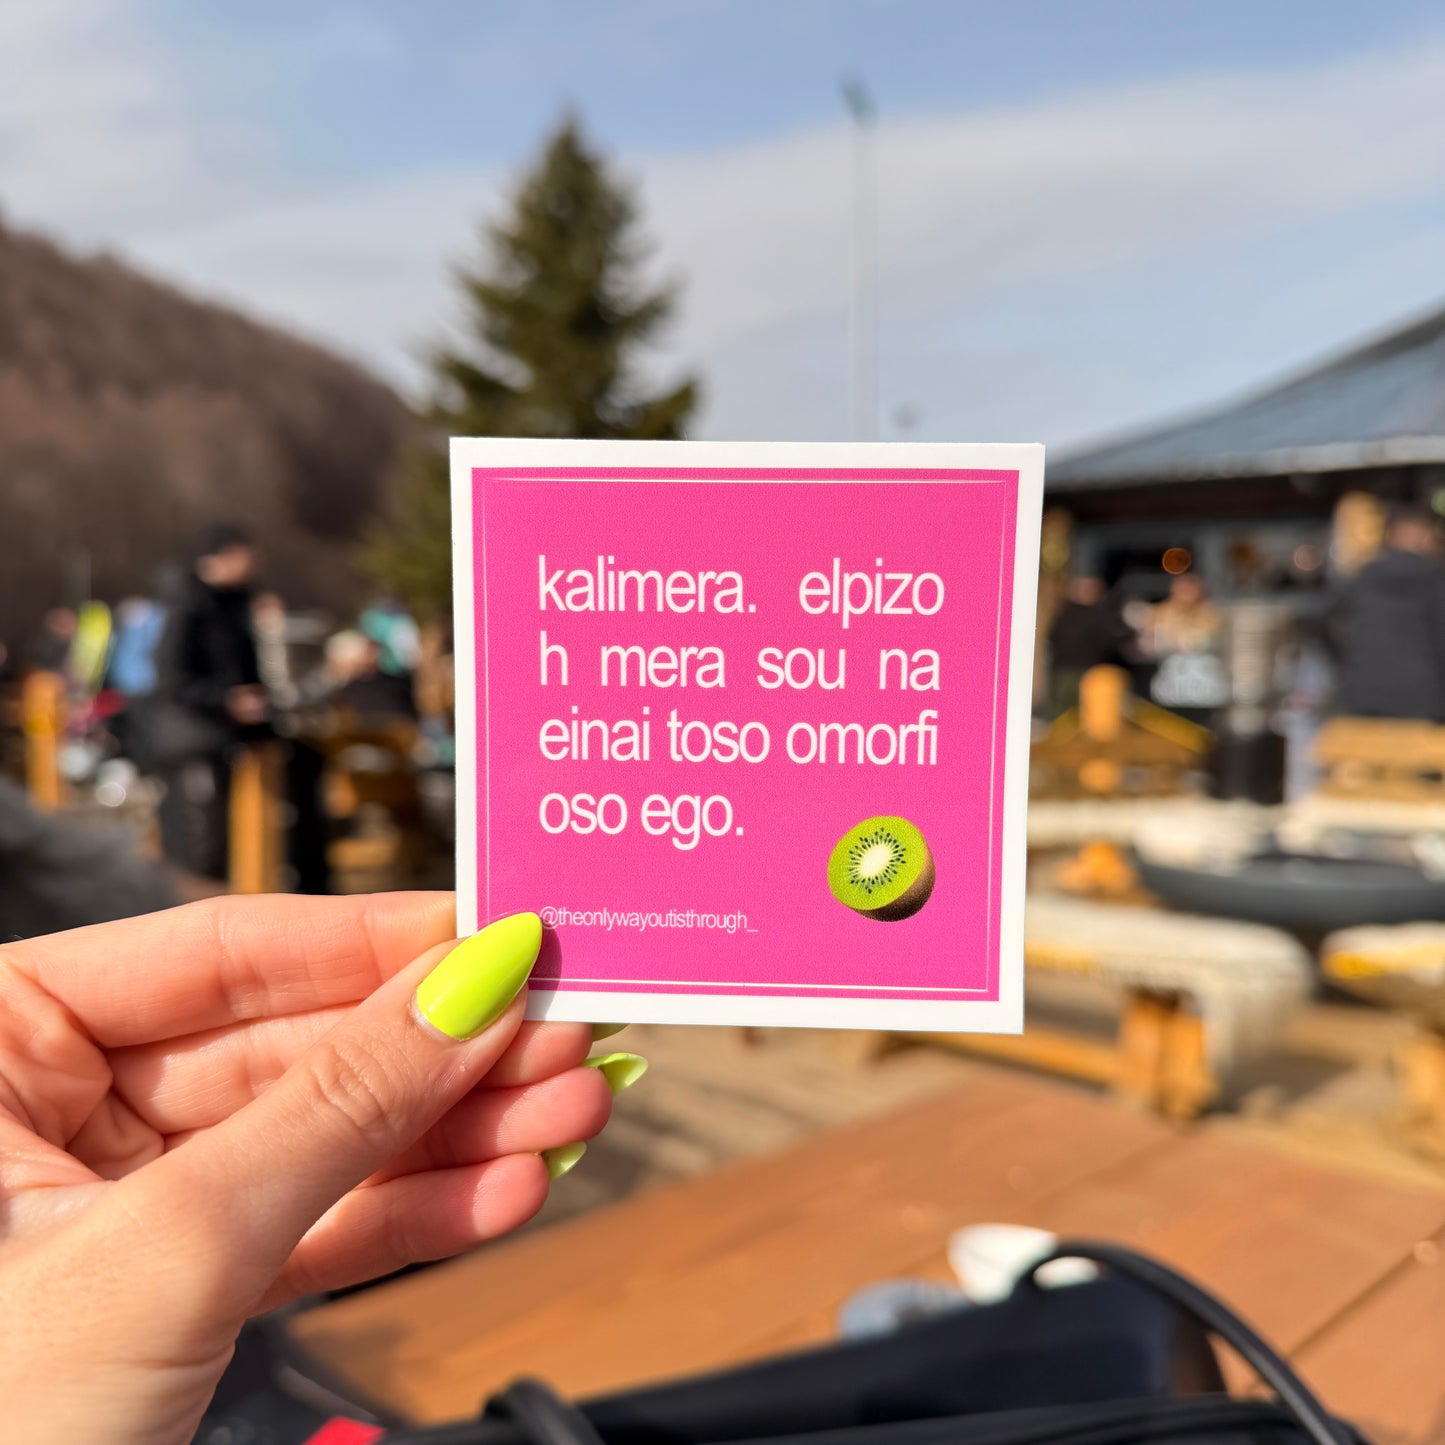 kalimera. elpizo
h mera sou na
einai toso omorfi
oso ego.
@theonlywayoutisthrough_